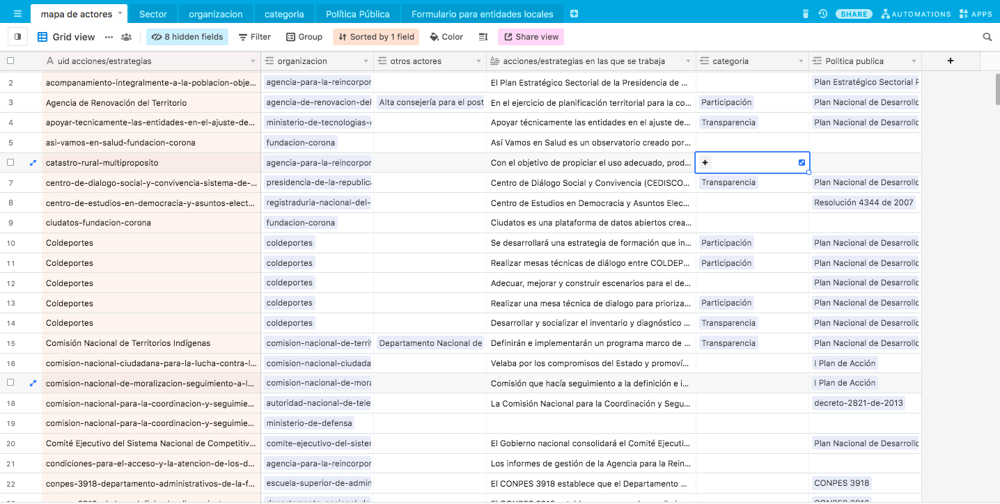 mapa de actores Sector organizacion categoria Política Pública Formulario para entidades locales SHARE AUTOMATIONS APPS
Grid view 8 hidden fields Filter Group Sorted by 1 field Color Share view
A uid acciones/estrategias organizacion otros actores acciones/estrategias en las que se trabaja categoria Politica publica +
2 acompanamiento-integralmente-a-la-poblacion-obje... agencia-para-la-reincorpor El Plan Estratégico Sectorial de la Presidencia de ... Plan Estratégico Sectorial
3 Agencia de Renovación del Territorio agencia-de-renovacion-del Alta consejería para el post En el ejercicio de planificación territorial para la co... Participación Plan Nacional de Desarrollo
4 apoyar-tecnicamente-las-entidades-en-el-ajuste-de... ministerio-de-tecnologias- Apoyar técnicamente las entidades en el ajuste de... Transparencia Plan Nacional de Desarrollo
5 asi-vamos-en-salud-fundacion-corona fundacion-corona Así Vamos en Salud es un observatorio creado por...
catastro-rural-multiproposito agencia-para-la-reincorpor Con el objetivo de propiciar el uso adecuado, prod... +
7 centro-de-dialogo-social-y-convivencia-sistema-de-... presidencia-de-la-republica Centro de Diálogo Social y Convivencia (CEDISCO... Transparencia Plan Nacional de Desarrollo
8 centro-de-estudios-en-democracia-y-asuntos-elect... registraduria-nacional-del- Centro de Estudios en Democracia y Asuntos Elec... Resolución 4344 de 2007
9 ciudatos-fundacion-corona fundacion-corona Ciudatos es una plataforma de datos abiertos crea...
10 Coldeportes coldeportes Se desarrollará una estrategia de formación que in... Participación Plan Nacional de Desarrollo
11 Coldeportes coldeportes Realizar mesas técnicas de diálogo entre COLDEP... Participación Plan Nacional de Desarrollo
12 Coldeportes coldeportes Adecuar, mejorar y construir escenarios para el de... Plan Nacional de Desarrollo
13 Coldeportes coldeportes Realizar una mesa técnica de dialogo para prioriza... Participación Plan Nacional de Desarrollo
14 Coldeportes coldeportes Desarrollar y socializar el inventario y diagnóstico ... Transparencia Plan Nacional de Desarrollo
15 Comisión Nacional de Territorios Indígenas comision-nacional-de-territ Departamento Nacional de Definirán e implementarán un programa marco de ... Transparencia Plan Nacional de Desarrollo
16 comision-nacional-ciudadana-para-la-lucha-contra-l... comision-nacional-ciudada Velaba por los compromisos del Estado y promoví... I Plan de Acción
comision-nacional-de-moralizacion-seguimiento-a-l... comision-nacional-de-mora Comisión que hacía seguimiento a la definición e i... I Plan de Acción
18 comision-nacional-para-la-coordinacion-y-seguimie... autoridad-nacional-de-tele La Comisión Nacional para la Coordinación y Segu... decreto-2821-de-2013
19 comision-nacional-para-la-coordinacion-y-seguimie... ministerio-de-defensa
20 Comité Ejecutivo del Sistema Nacional de Competitiv... comite-ejecutivo-del-sister El Gobierno nacional consolidará el Comité Ejecuti... Plan Nacional de Desarrollo
21 condiciones-para-el-acceso-y-la-atencion-de-los-d... agencia-para-la-reincorpor Los informes de gestión de la Agencia para la Rein...
22 conpes-3918-departamento-administrativos-de-la-f... escuela-superior-de-admin El CONPES 3918 establece que el Departamento ... CONPES 3918